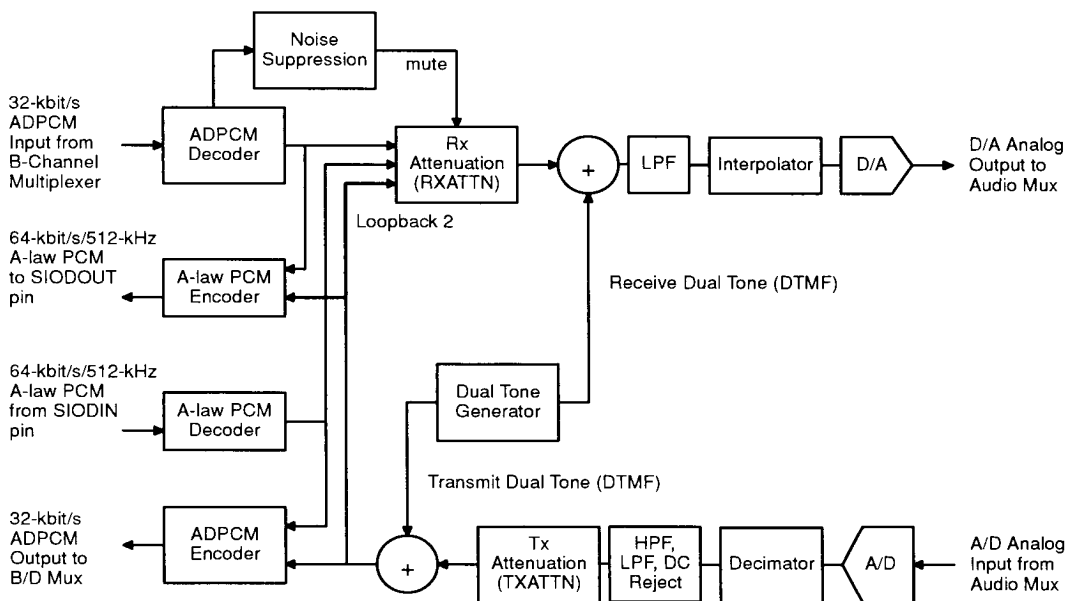 Noise
Suppression
mute
32-kbit/s
ADPCM
Input from
B-Channel
Multiplexer
ADPCM
Decoder
Rx
Attenuation
(RXATTN)
+
LPF
Interpolator
D/A
D/A Analog
Output to
Audio Mux
Loopback 2
64-kbit/s/512-kHz
A-law PCM
to SIODOUT
pin
A-law PCM
Encoder
Receive Dual Tone (DTMF)
64-kbit/s/512-kHz
A-law PCM
from SIODIN
pin
A-law PCM
Decoder
Dual Tone
Generator
Transmit Dual Tone (DTMF)
32-kbit/s
ADPCM
Output to
B/D Mux
ADPCM
Encoder
+
Tx
Attenuation
(TXATTN)
HPF,
LPF, DC
Reject
Decimator
A/D
A/D Analog
Input from
Audio Mux